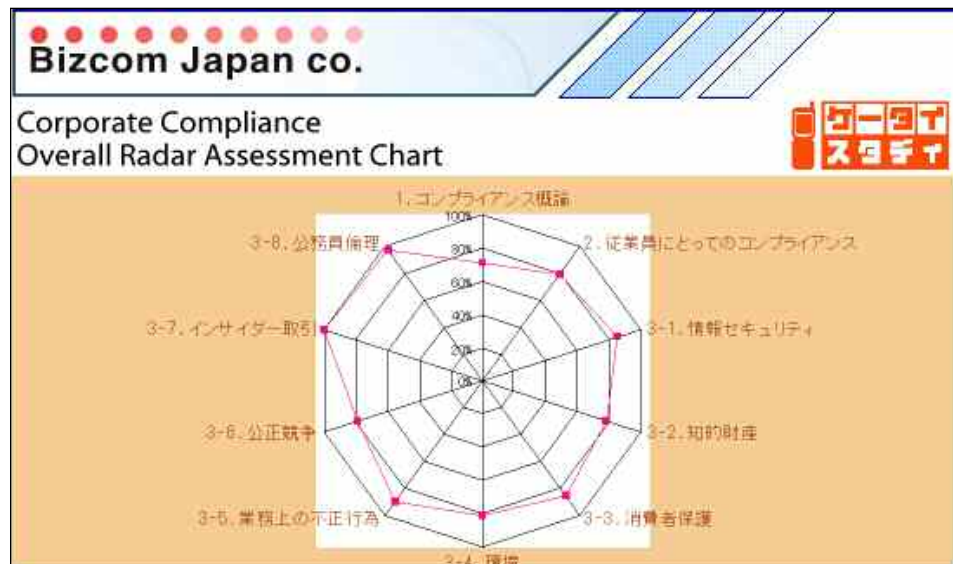 Bizcom Japan co.
Corporate Compliance
Overall Radar Assessment Chart
ケータイ
スタディ
1.コンプライアンス概論
100%
80%
60%
40%
20%
0%
2.従業員にとってのコンプライアンス
3-1.情報セキュリティ
3-2.知的財産
3-3.消費者保護
3-4.環境
3-5.業務上の不正行為
3-6.公正競争
3-7.インサイダー取引
3-8.公務員倫理